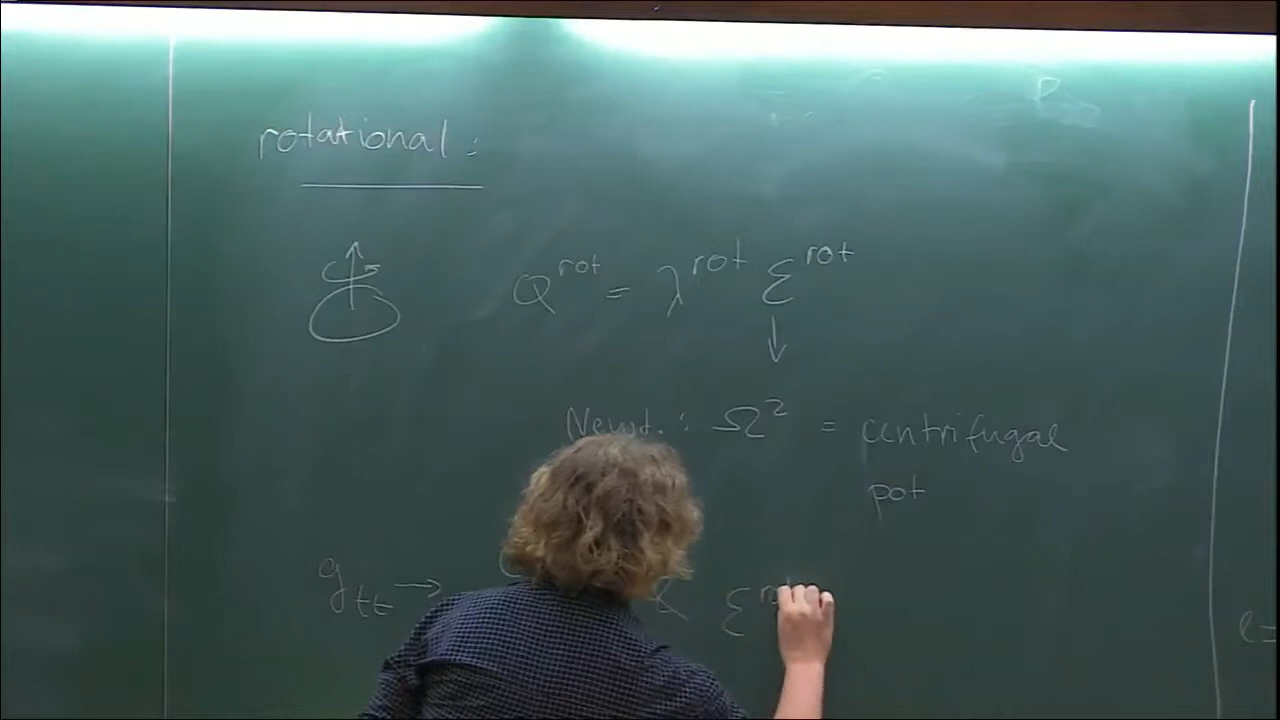 rotational :
Q^rot = λ^rot ε^rot
↓
Newt. : Ω² = centrifugal
pot
g_tt → & ε